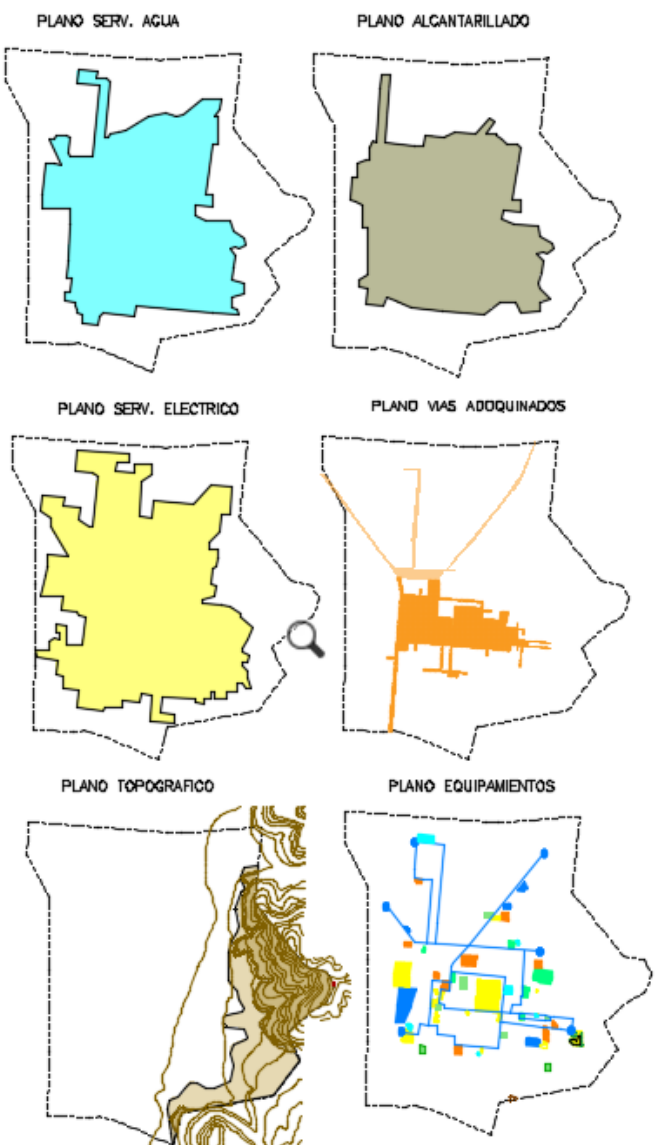 PLANO SERV. AGUA
PLANO ALCANTARILLADO
PLANO SERV. ELECTRICO
PLANO VIAS ADOQUINADOS
PLANO TOPOGRAFICO
PLANO EQUIPAMIENTOS